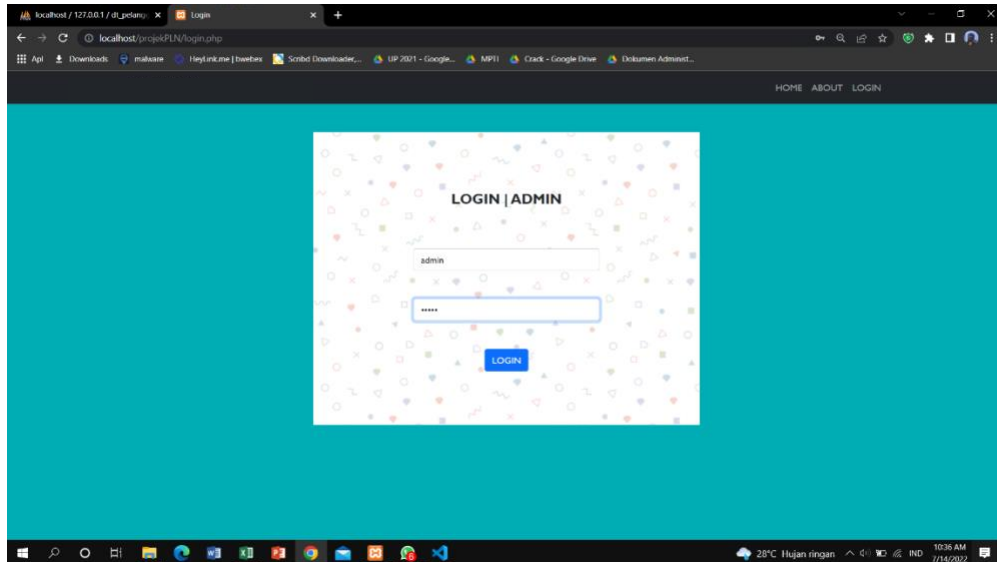 localhost / 127.0.0.1 / dt_pelang
Login
localhost/projekPLN/login.php
Apl Downloads malware HeyLink.me | bwebex Scribd Downloader,... UP 2021 - Google... MPTI Crack - Google Drive Dokumen Administ...
HOME ABOUT LOGIN
LOGIN | ADMIN
admin
•••••
LOGIN
28°C Hujan ringan IND 10:36 AM
7/14/2022